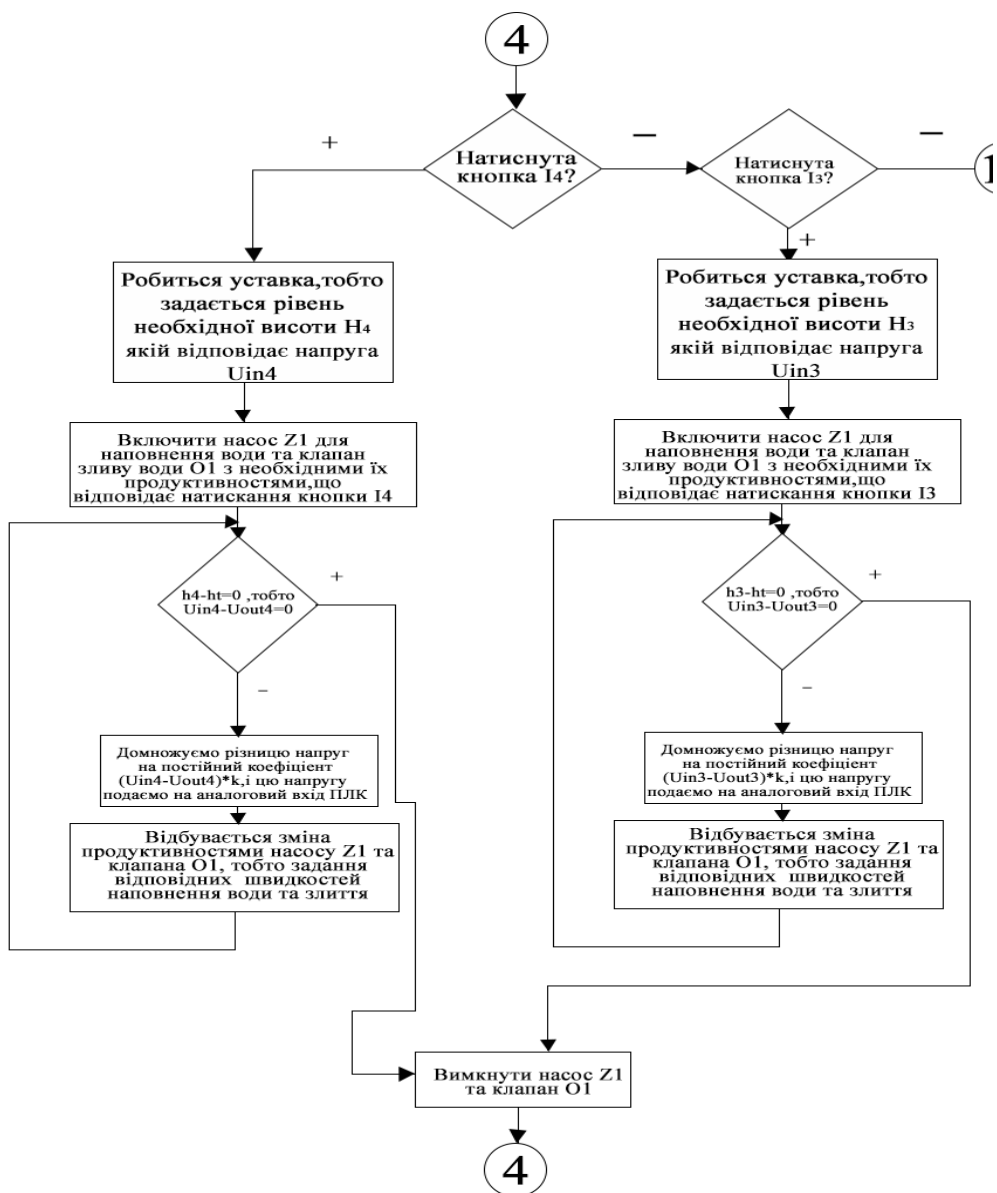 4
+
–
–
Натиснута
кнопка I4?
Натиснута
кнопка I3?
1
+
Робиться уставка,тобто
задається рівень
необхідної висоти H4
якій відповідає напруга
Uin4
Робиться уставка,тобто
задається рівень
необхідної висоти H3
якій відповідає напруга
Uin3
Включити насос Z1 для
наповнення води та клапан
зливу води O1 з необхідними їх
продуктивностями,що
відповідає натискання кнопки I4
Включити насос Z1 для
наповнення води та клапан
зливу води O1 з необхідними їх
продуктивностями,що
відповідає натискання кнопки I3
h4-ht=0 ,тобто
Uin4-Uout4=0
+
–
h3-ht=0 ,тобто
Uin3-Uout3=0
+
–
Домножуємо різницю напруг
на постійний коефіцієнт
(Uin4-Uout4)*k,і цю напругу
подаємо на аналоговий вхід ПЛК
Домножуємо різницю напруг
на постійний коефіцієнт
(Uin3-Uout3)*k,і цю напругу
подаємо на аналоговий вхід ПЛК
Відбувається зміна
продуктивностями насосу Z1 та
клапана O1, тобто задання
відповідних швидкостей
наповнення води та злиття
Відбувається зміна
продуктивностями насосу Z1 та
клапана O1, тобто задання
відповідних швидкостей
наповнення води та злиття
Вимкнути насос Z1
та клапан O1
4